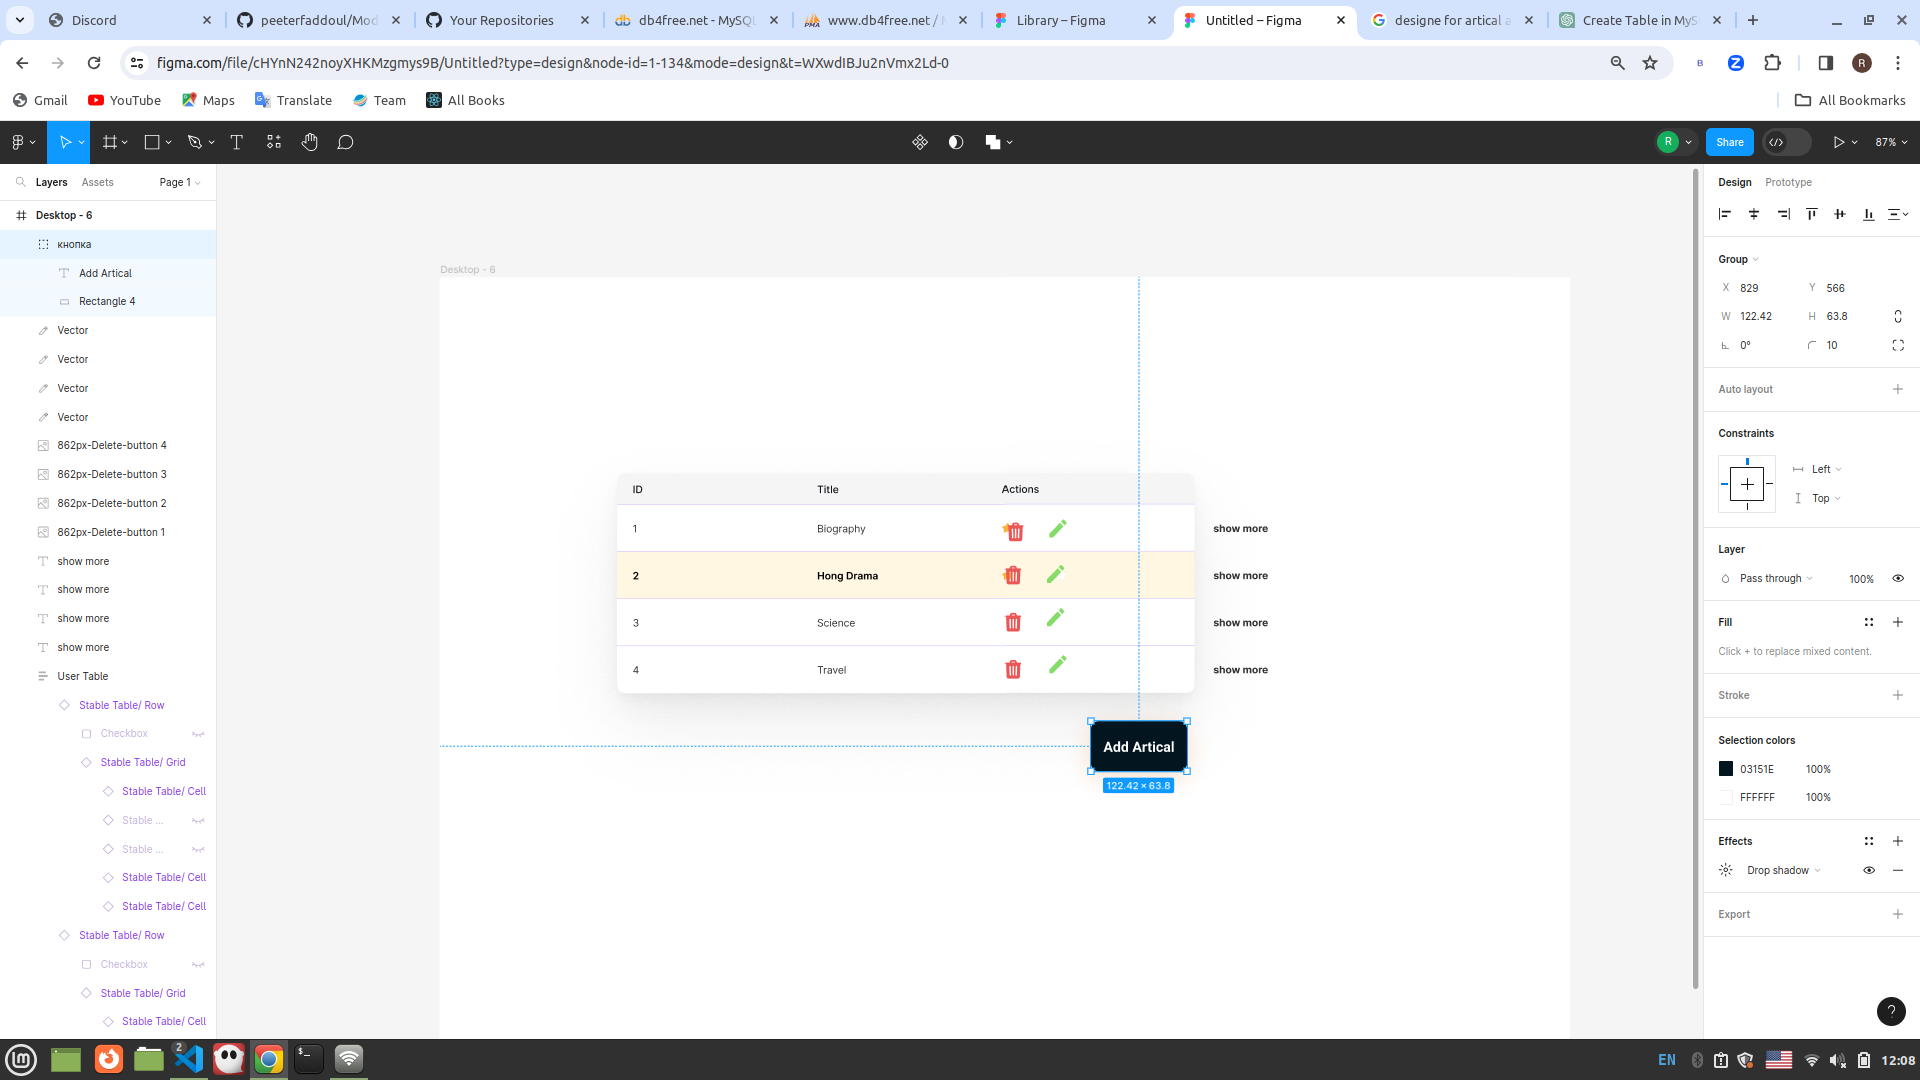 Discord
peeterfaddoul/Mod
Your Repositories
db4free.net - MySQL
www.db4free.net /
Library – Figma
Untitled – Figma
designe for artical a
Create Table in MyS
figma.com/file/cHYnN242noyXHKMzgmys9B/Untitled?type=design&node-id=1-134&mode=design&t=WXwdIBJu2nVmx2Ld-0
B
Z
R
Gmail
YouTube
Maps
Translate
Team
All Books
All Bookmarks
R
Share
87%
Layers
Assets
Page 1
Desktop - 6
кнопка
Add Artical
Rectangle 4
Vector
Vector
Vector
Vector
862px-Delete-button 4
862px-Delete-button 3
862px-Delete-button 2
862px-Delete-button 1
show more
show more
show more
show more
User Table
Stable Table/ Row
Checkbox
Stable Table/ Grid
Stable Table/ Cell
Stable ...
Stable ...
Stable Table/ Cell
Stable Table/ Cell
Stable Table/ Row
Checkbox
Stable Table/ Grid
Stable Table/ Cell
Desktop - 6
ID Title Actions
1 Biography show more
2 Hong Drama show more
3 Science show more
4 Travel show more
Add Artical
122.42 × 63.8
Design
Prototype
Group
X 829 Y 566
W 122.42 H 63.8
0° 10
Auto layout
Constraints
Left
Top
Layer
Pass through 100%
Fill
Click + to replace mixed content.
Stroke
Selection colors
03151E 100%
FFFFFF 100%
Effects
Drop shadow
Export
?
2
EN
12:08